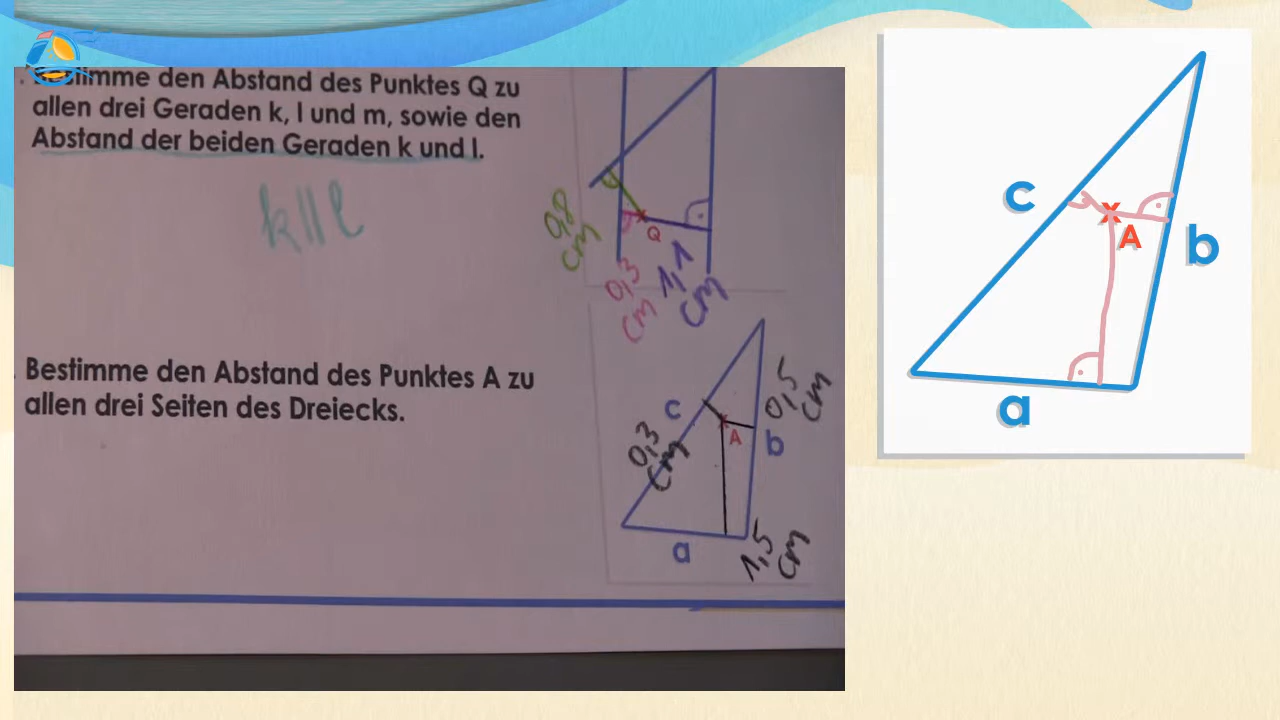 Bestimme den Abstand des Punktes Q zu
allen drei Geraden k, l und m, sowie den
Abstand der beiden Geraden k und l.
k||l
0,8
cm
Q
0,3
cm
1,1
cm
Bestimme den Abstand des Punktes A zu
allen drei Seiten des Dreiecks.
c
0,3
cm
A
0,5
cm
b
a
1,5
cm
c
A
b
a